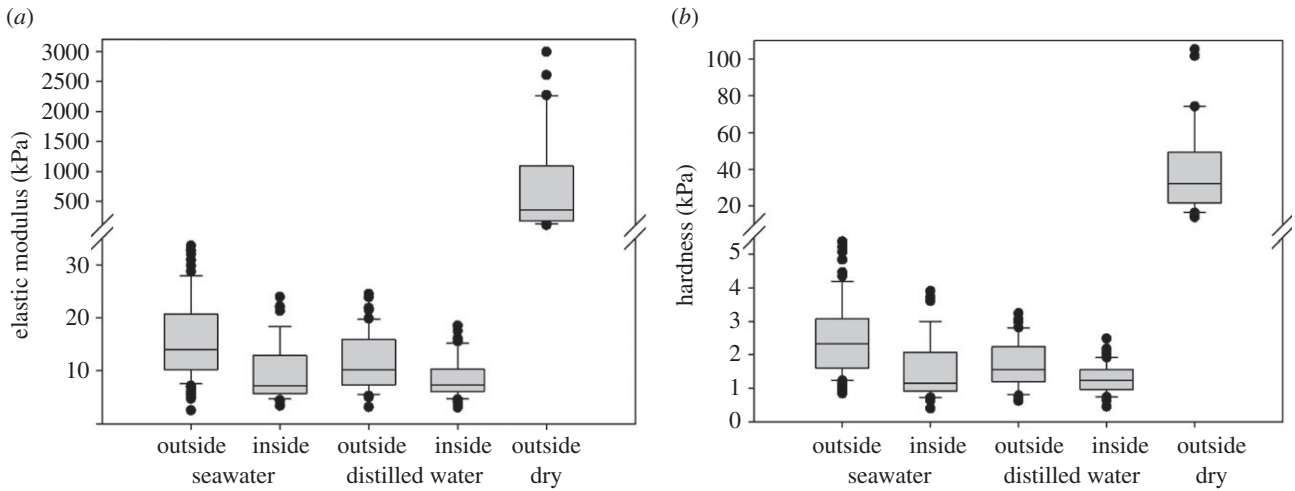 (a)
elastic modulus (kPa)
3000
2500
2000
1500
1000
500
30
20
10
outside inside outside inside outside
seawater distilled water dry
(b)
hardness (kPa)
100
80
60
40
20
5
4
3
2
1
0
outside inside outside inside outside
seawater distilled water dry